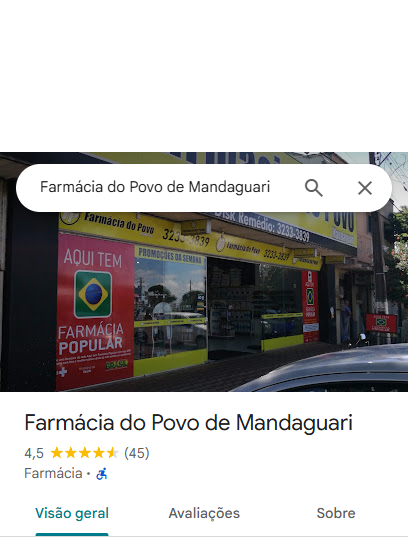 Farmácia do Povo de Mandaguari
Disk Remédio: 3233-3839
Farmácia do Povo
3233-3839
Farmácia do Povo 3233-3839
PROMOÇÕES DA SEMANA
AQUI TEM
FARMÁCIA
POPULAR
Farmácia do Povo de Mandaguari
4,5 (45)
Farmácia ·
Visão geral Avaliações Sobre